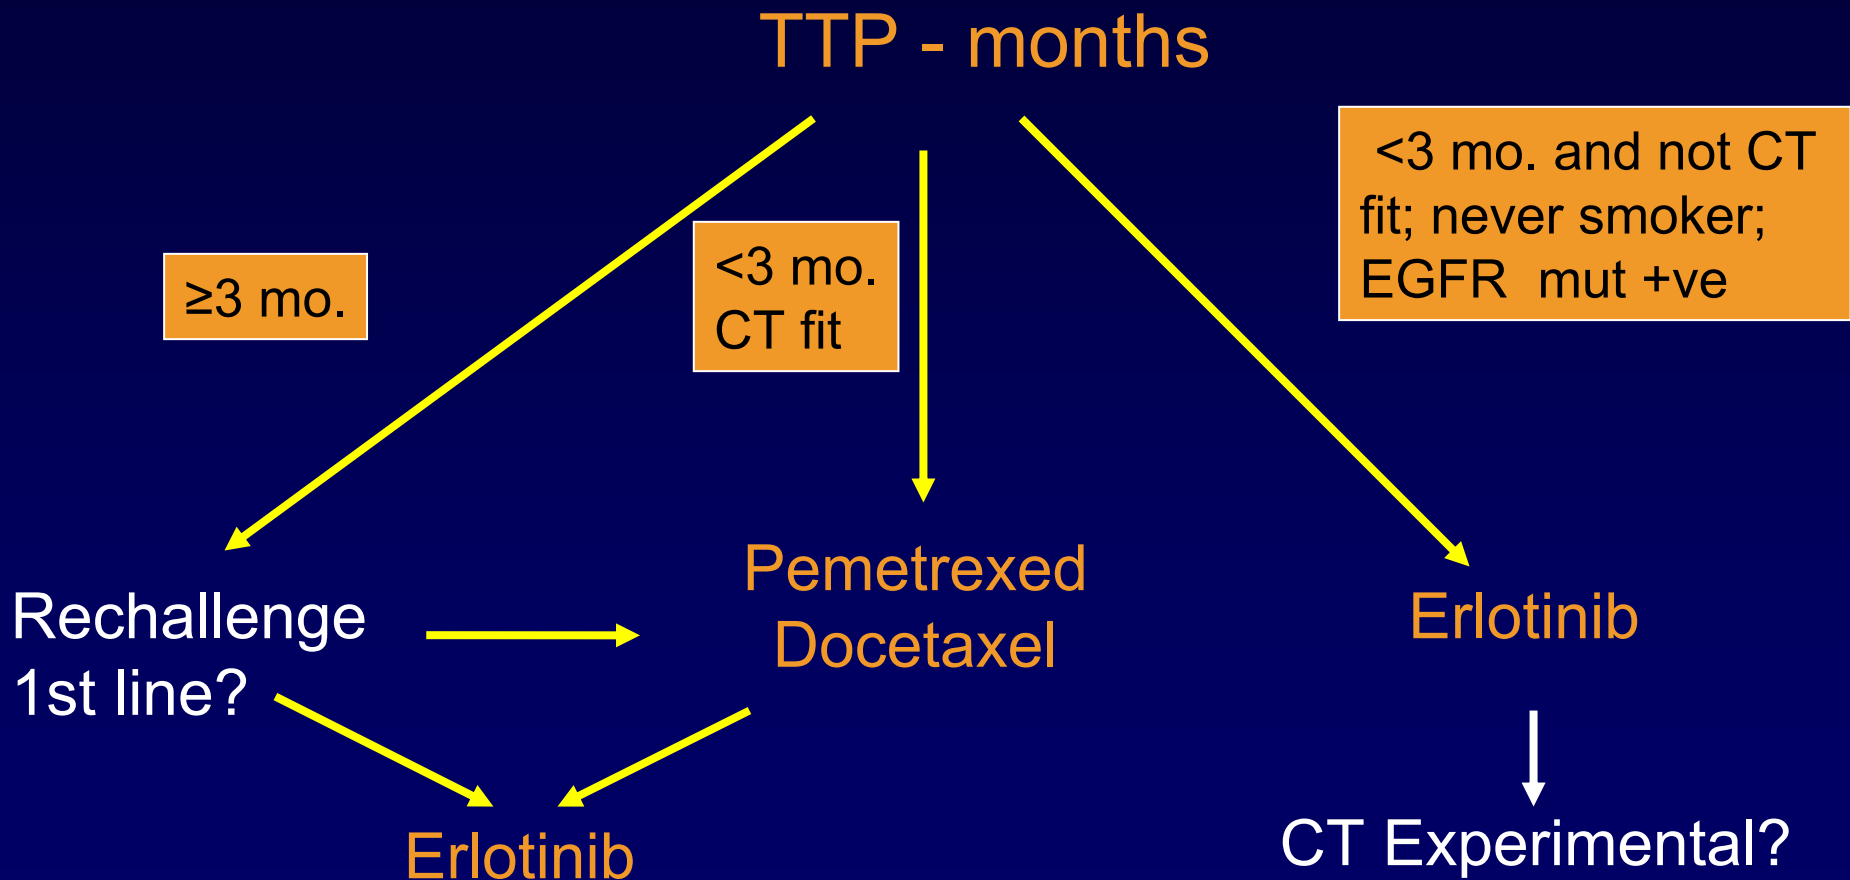 TTP - months
≥3 mo.
<3 mo.
CT fit
<3 mo. and not CT
fit; never smoker;
EGFR mut +ve
Rechallenge
1st line?
Pemetrexed
Docetaxel
Erlotinib
Erlotinib
CT Experimental?